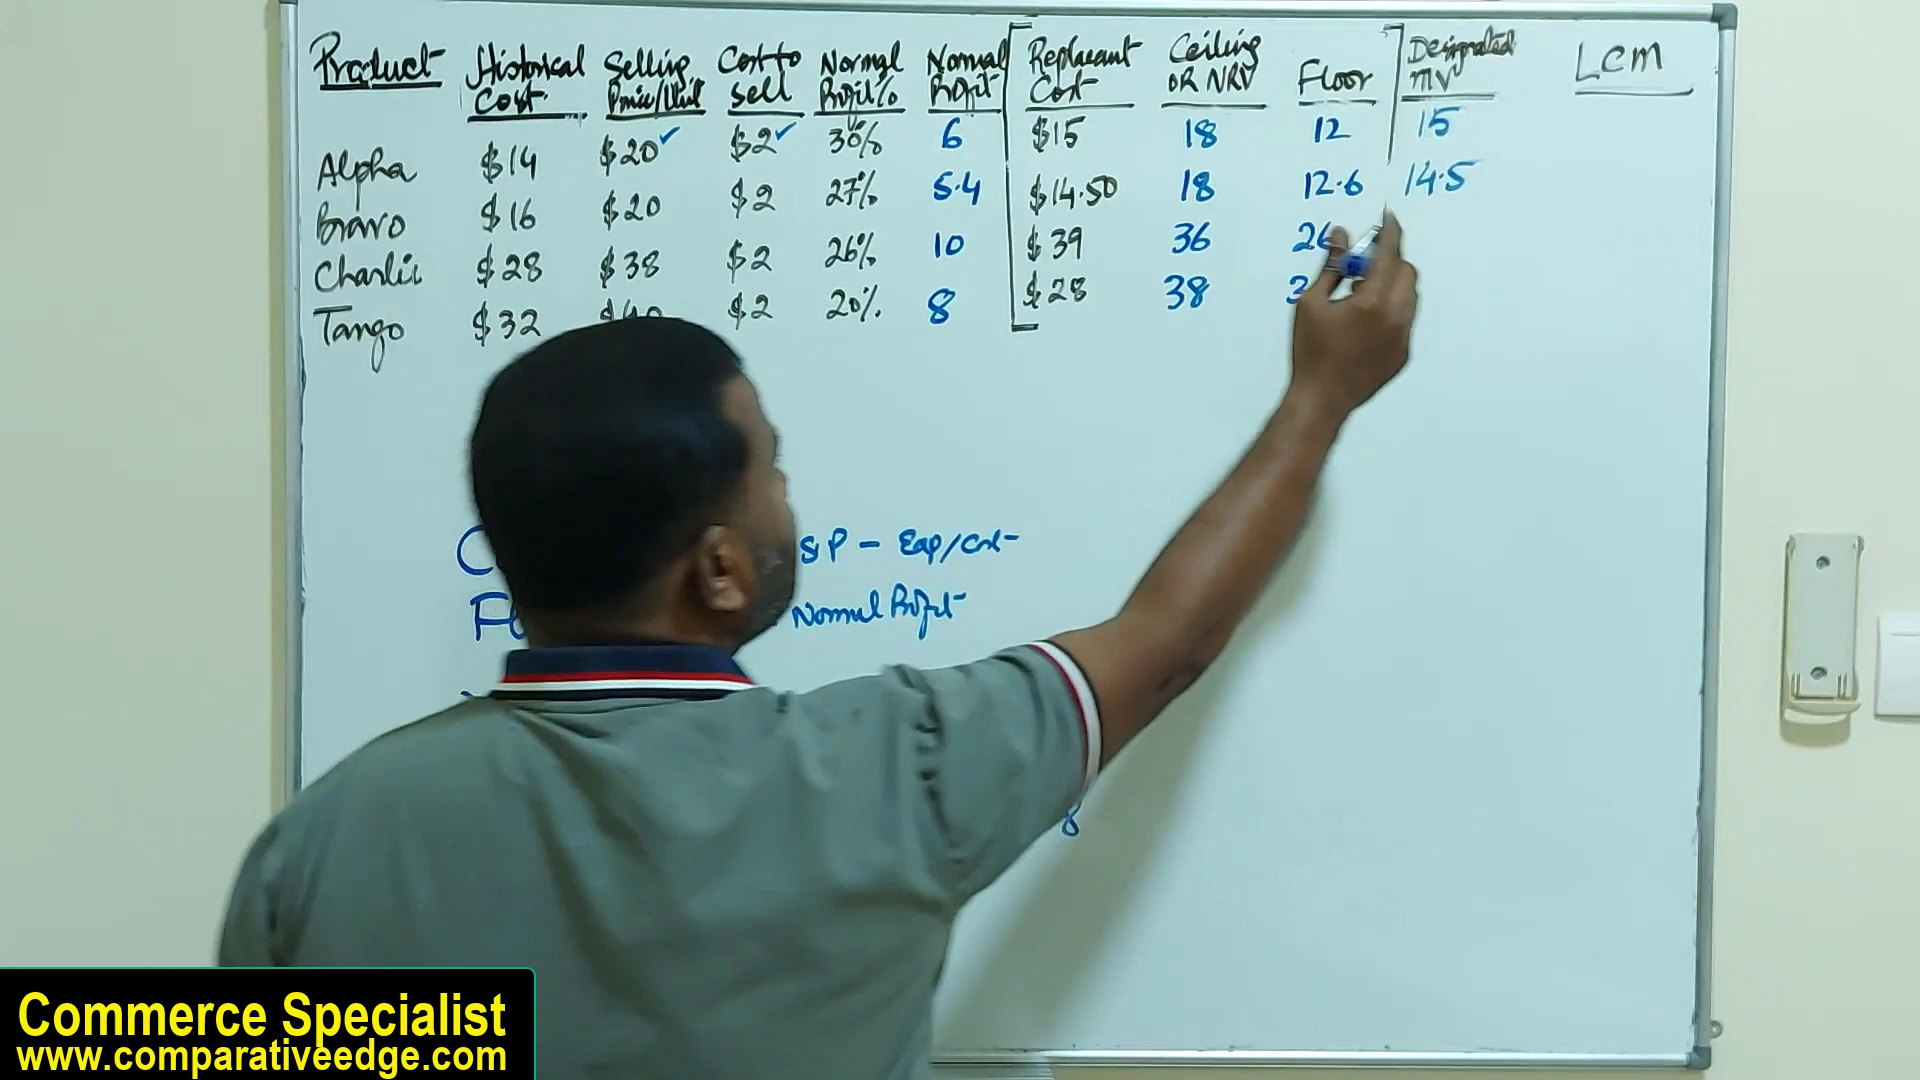 Product Historical Cost Selling Price/Unit Cost to sell Normal Profit% Normal Profit Replacent Cost Ceiling OR NRV Floor Designated MV LCM
Alpha $14 $20 $2 30% 6 $15 18 12 15
Bravo $16 $20 $2 27% 5.4 $14.50 18 12.6 14.5
Charlie $28 $38 $2 26% 10 $39 36 26
Tango $32 $2 20% 8 $28 38
SP - Exp/Cost
Normal Profit
8
Commerce Specialist
www.comparativeedge.com